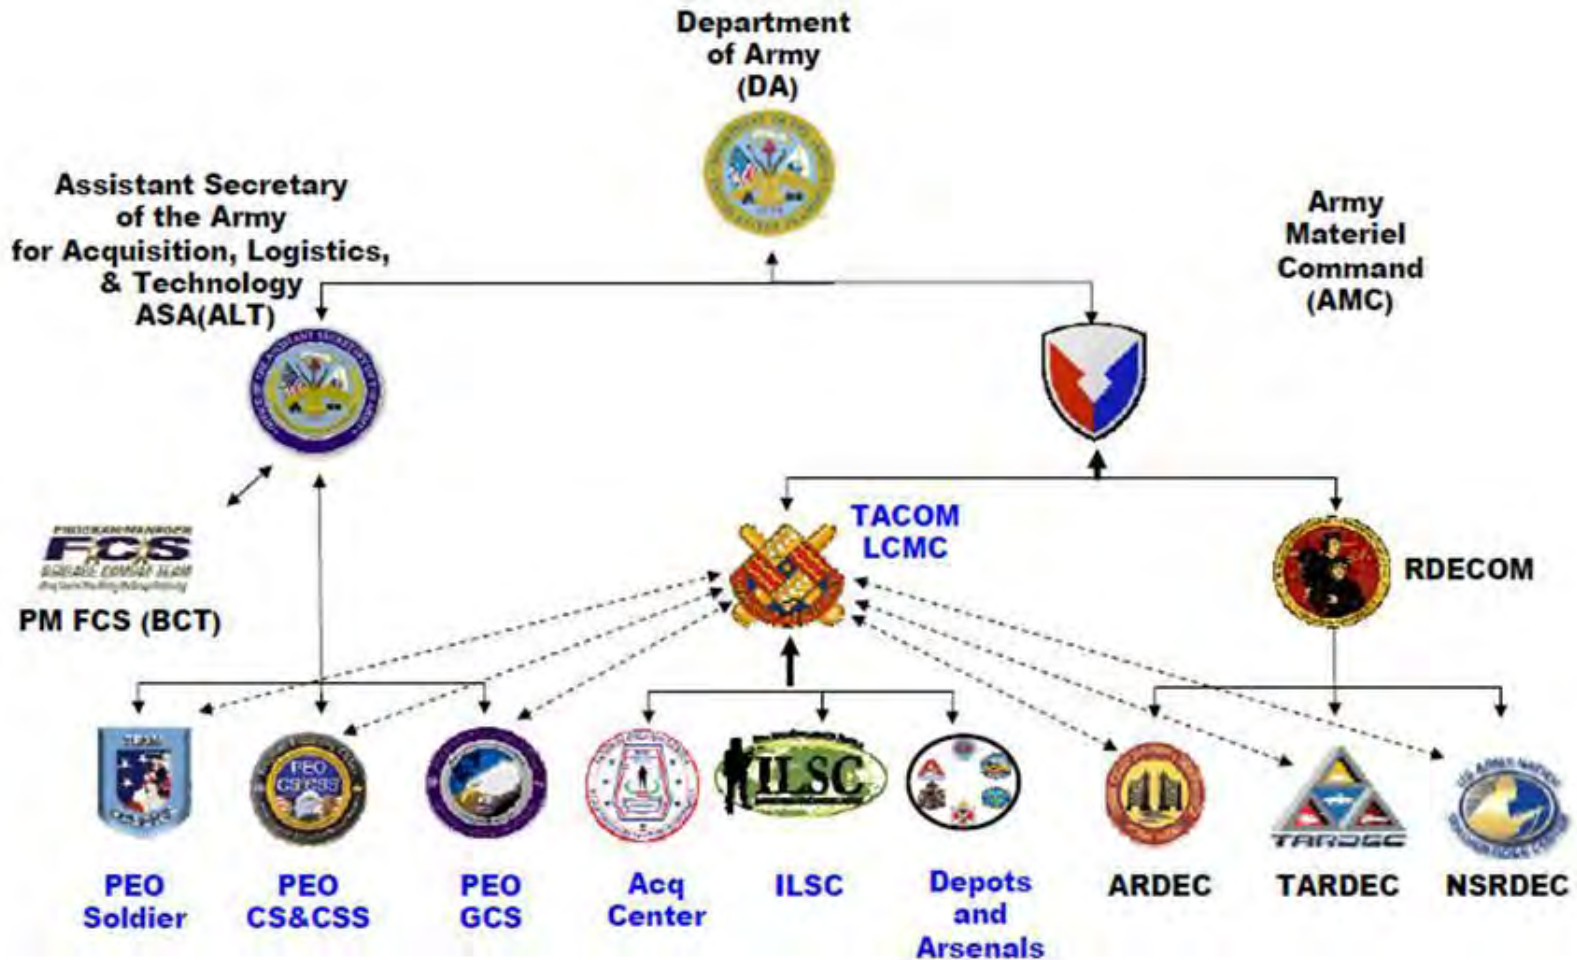 Department
of Army
(DA)
Assistant Secretary
of the Army
for Acquisition, Logistics,
& Technology
ASA(ALT)
Army
Materiel
Command
(AMC)
PROGRAM MANAGER
FCS
PM FCS (BCT)
TACOM
LCMC
RDECOM
PEO
CS/CSS
ILSC
TARDEC
PEO
Soldier
PEO
CS&CSS
PEO
GCS
Acq
Center
ILSC
Depots
and
Arsenals
ARDEC
TARDEC
NSRDEC